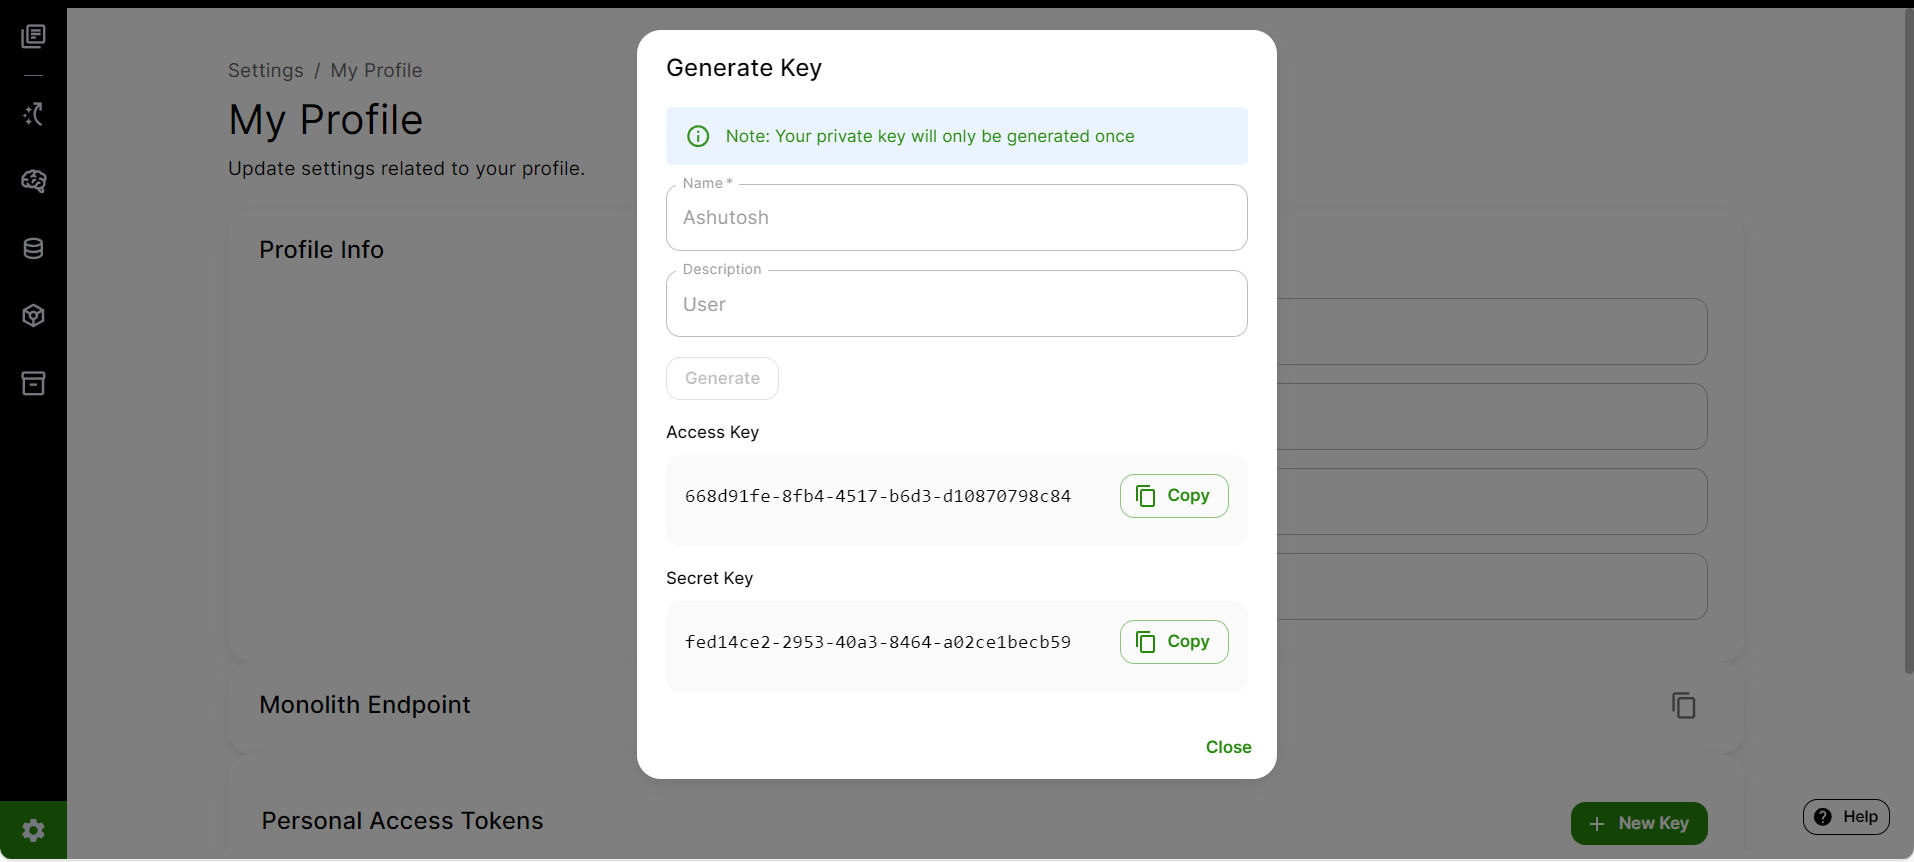 Settings / My Profile
My Profile
Update settings related to your profile.
Profile Info
Monolith Endpoint
Personal Access Tokens
New Key
Help
Generate Key
Note: Your private key will only be generated once
Name *
Ashutosh
Description
User
Generate
Access Key
668d91fe-8fb4-4517-b6d3-d10870798c84
Copy
Secret Key
fed14ce2-2953-40a3-8464-a02ce1becb59
Copy
Close